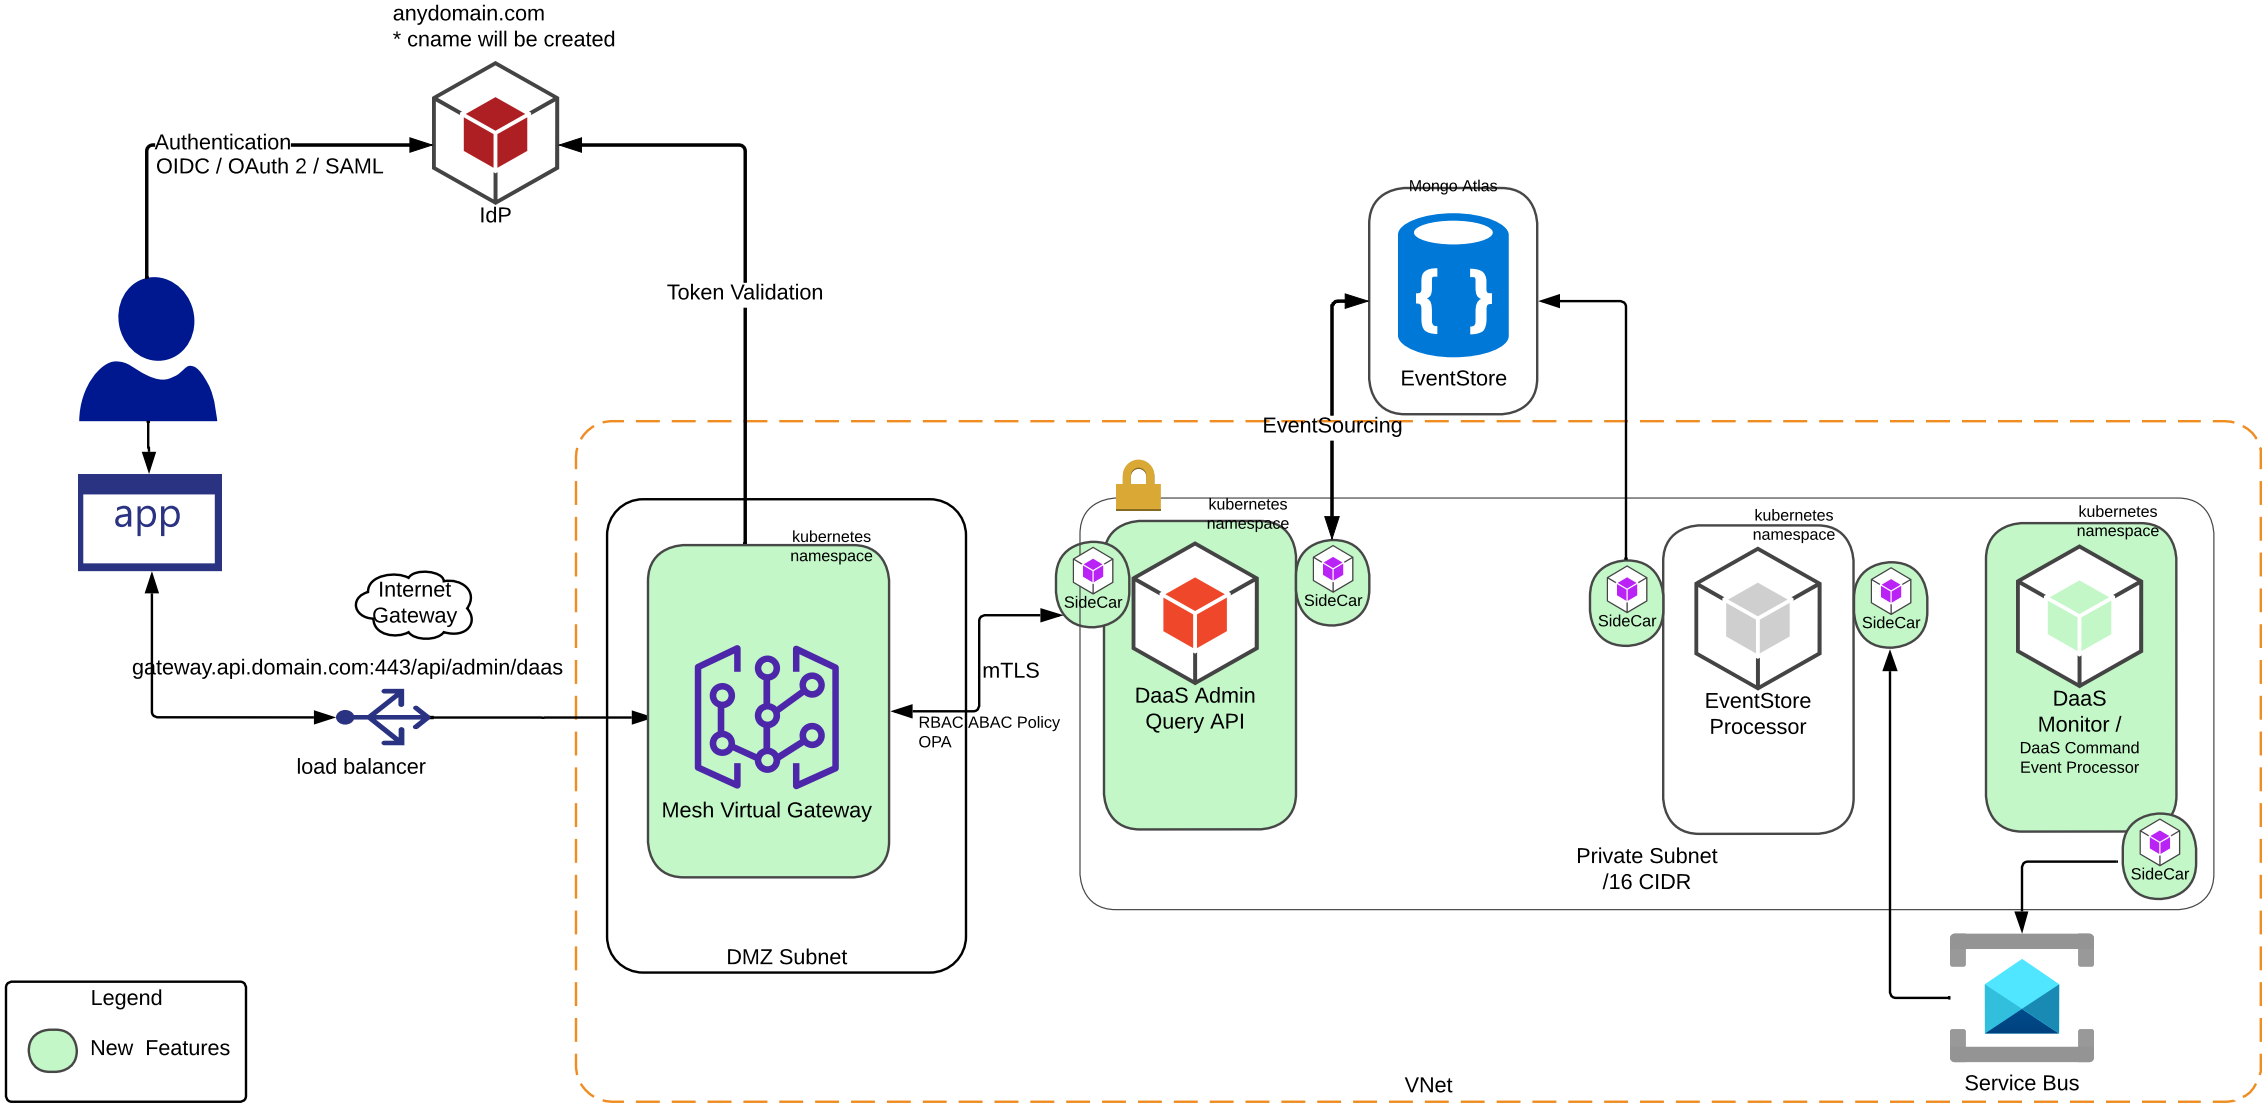 anydomain.com
* cname will be created
Authentication
OIDC / OAuth 2 / SAML
IdP
Token Validation
Mongo Atlas
{ }
EventStore
EventSourcing
app
Internet
Gateway
gateway.api.domain.com:443/api/admin/daas
load balancer
kubernetes
namespace
Mesh Virtual Gateway
DMZ Subnet
mTLS
RBAC ABAC Policy
OPA
SideCar
kubernetes
namespace
DaaS Admin
Query API
SideCar
SideCar
kubernetes
namespace
EventStore
Processor
SideCar
kubernetes
namespace
DaaS
Monitor /
DaaS Command
Event Processor
SideCar
Private Subnet
/16 CIDR
Service Bus
VNet
Legend
New Features